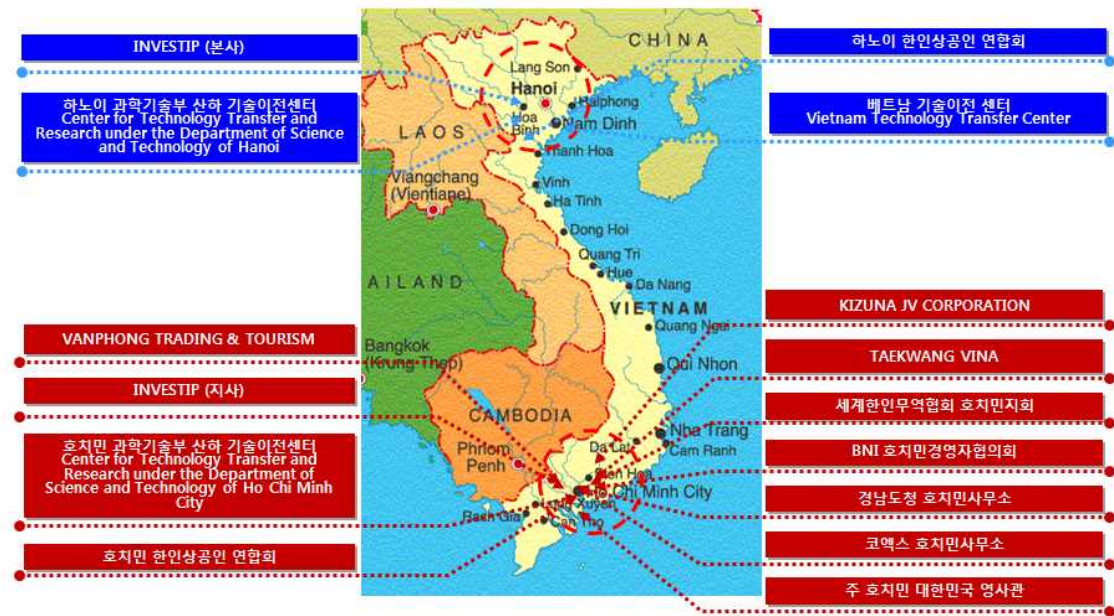 INVESTIP (본사)
하노이 과학기술부 산하 기술이전센터
Center for Technology Transfer and
Research under the Department of Science
and Technology of Hanoi
VANPHONG TRADING & TOURISM
INVESTIP (지사)
호치민 과학기술부 산하 기술이전센터
Center for Technology Transfer and
Research under the Department of
Science and Technology of Ho Chi Minh
City
호치민 한인상공인 연합회
CHINA
Lang Son
Hanoi
Haiphong
Hoa
Binh
Nam Dinh
LAOS
Thanh Hoa
Viangchang
(Vientiane)
Vinh
Ha Tinh
Dong Hoi
Quang Tri
Hue
AILAND
Da Nang
VIETNAM
Quang Ngai
Bangkok
(Krung Thep)
Qui Nhon
CAMBODIA
Nha Trang
Da Lat
Cam Ranh
Phnom
Penh
Bien Hoa
Ho Chi Minh City
Long Xuyen
Rach Gia
Can Tho
하노이 한인상공인 연합회
베트남 기술이전 센터
Vietnam Technology Transfer Center
KIZUNA JV CORPORATION
TAEKWANG VINA
세계한인무역협회 호치민지회
BNI 호치민경영자협의회
경남도청 호치민사무소
코엑스 호치민사무소
주 호치민 대한민국 영사관